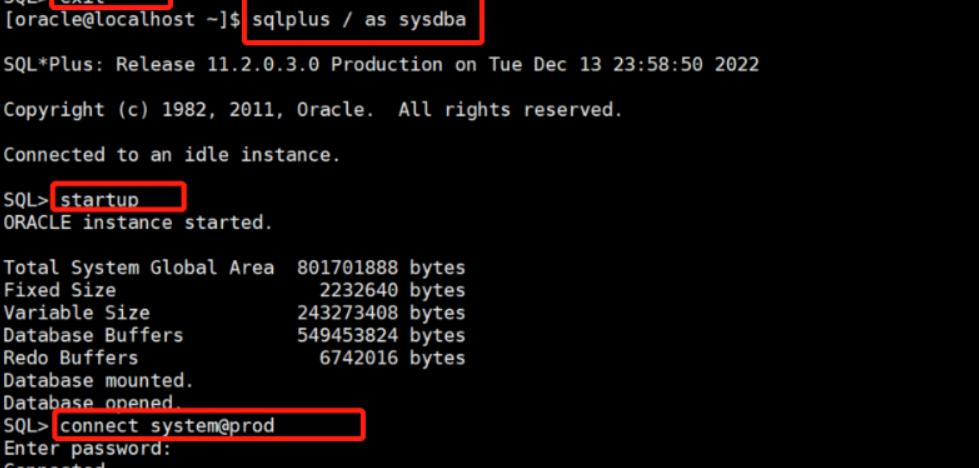 SQL> exit
[oracle@localhost ~]$ sqlplus / as sysdba
SQL*Plus: Release 11.2.0.3.0 Production on Tue Dec 13 23:58:50 2022
Copyright (c) 1982, 2011, Oracle.  All rights reserved.
Connected to an idle instance.
SQL> startup
ORACLE instance started.
Total System Global Area  801701888 bytes
Fixed Size                  2232640 bytes
Variable Size             243273408 bytes
Database Buffers          549453824 bytes
Redo Buffers                6742016 bytes
Database mounted.
Database opened.
SQL> connect system@prod
Enter password:
Connected